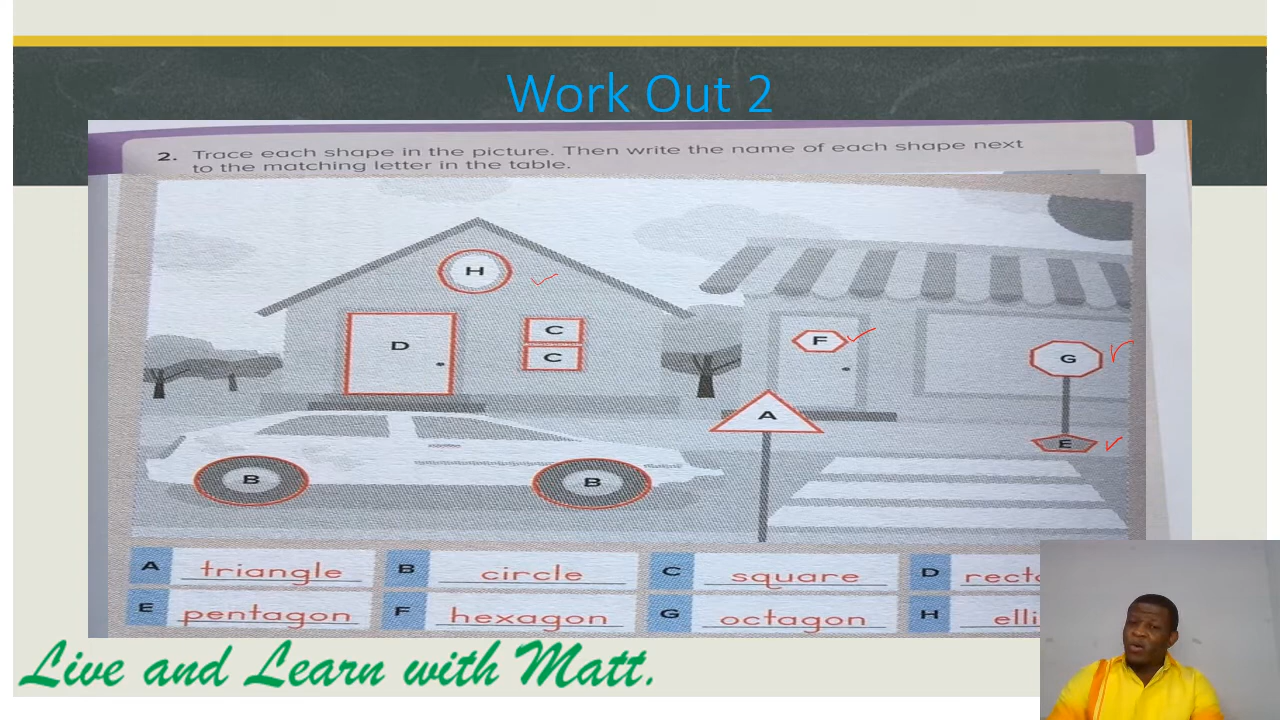 Work Out 2
2. Trace each shape in the picture. Then write the name of each shape next
to the matching letter in the table.
H
D
C
C
F
G
A
E
B
B
A triangle B circle C square D
E pentagon F hexagon G octagon H
Live and Learn with Matt.